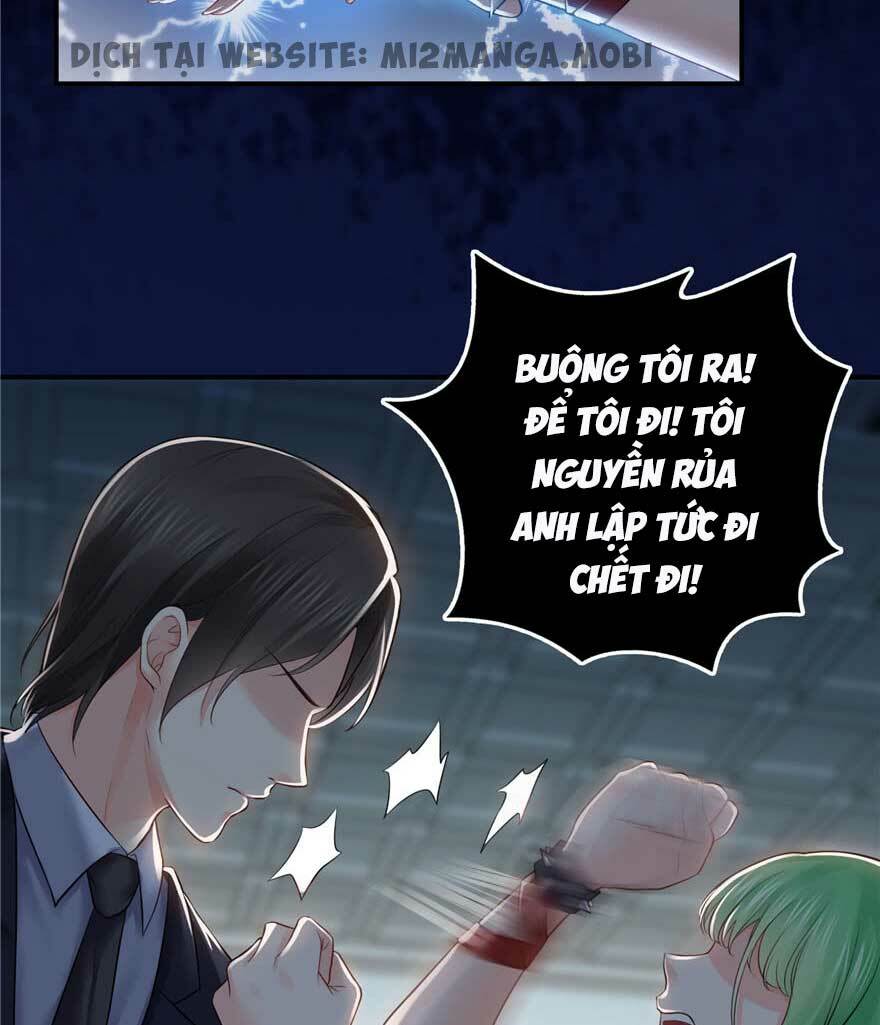 DỊCH TẠI WEBSITE: MI2MANGA.MOBI
BUÔNG TÔI RA!
ĐỂ TÔI ĐI! TÔI
NGUYỀN RỦA
ANH LẬP TỨC ĐI
CHẾT ĐI!